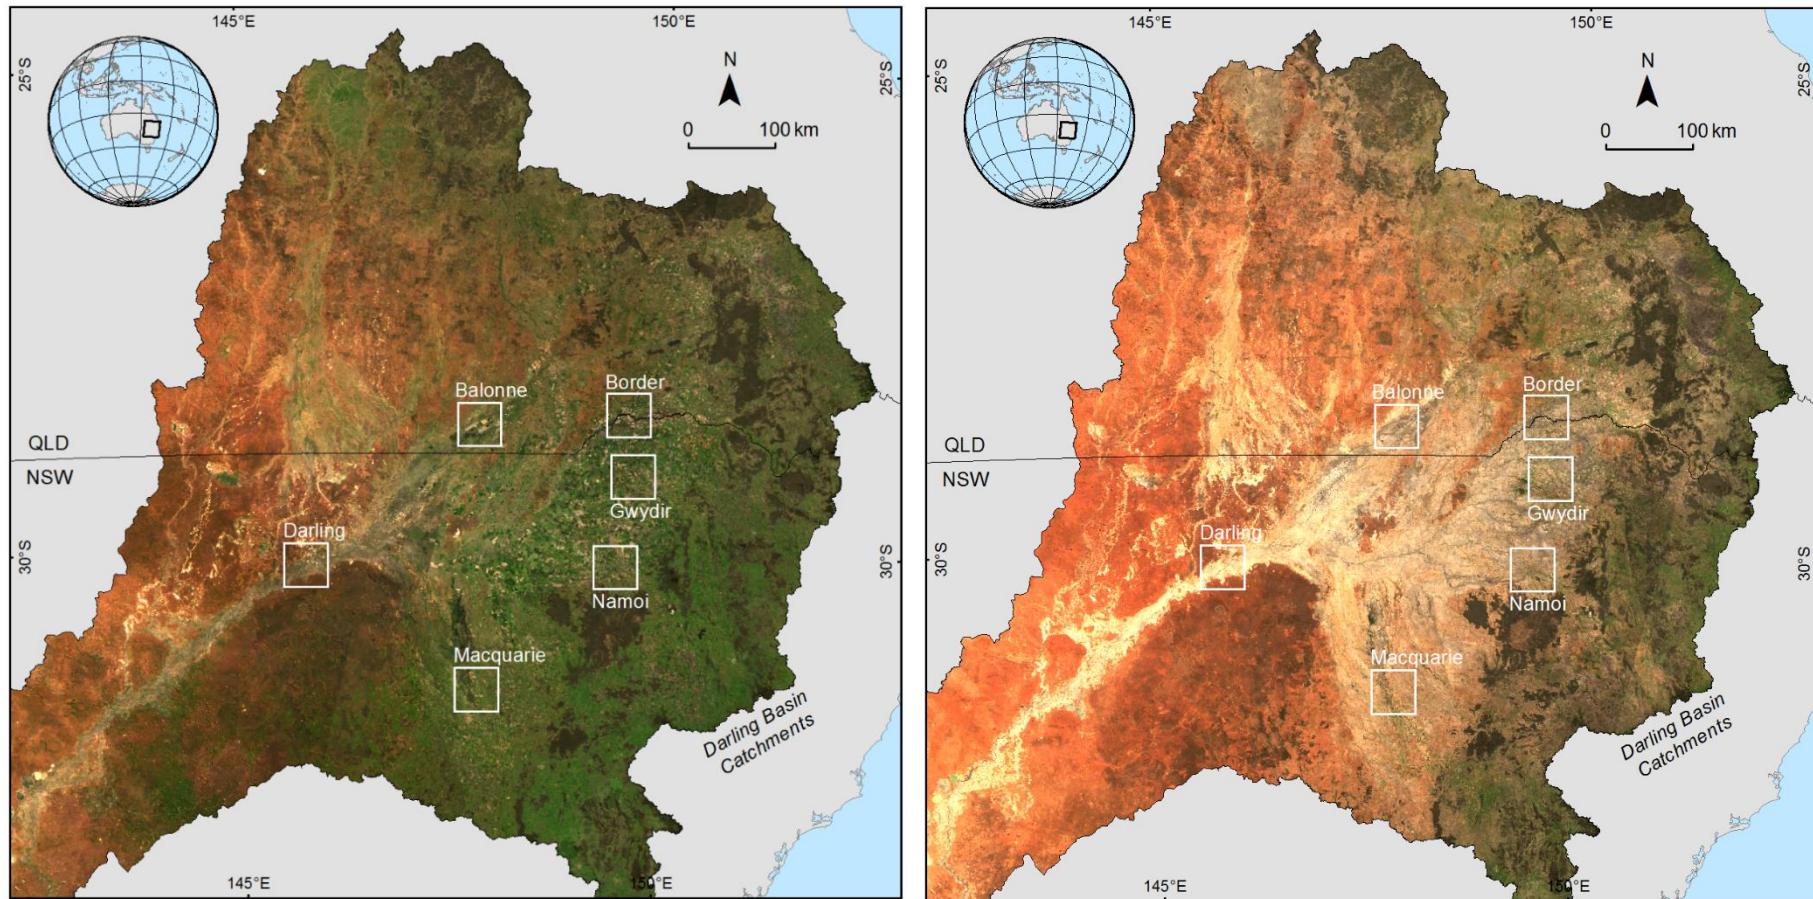 145°E
150°E
25°S
25°S
N
0
100 km
Balonne
Border
QLD
NSW
Gwydir
Darling
30°S
30°S
Namoi
Macquarie
Darling Basin
Catchments
145°E
150°E
145°E
150°E
25°S
25°S
N
0
100 km
Balonne
Border
QLD
NSW
Gwydir
Darling
30°S
30°S
Namoi
Macquarie
Darling Basin
Catchments
145°E
150°E